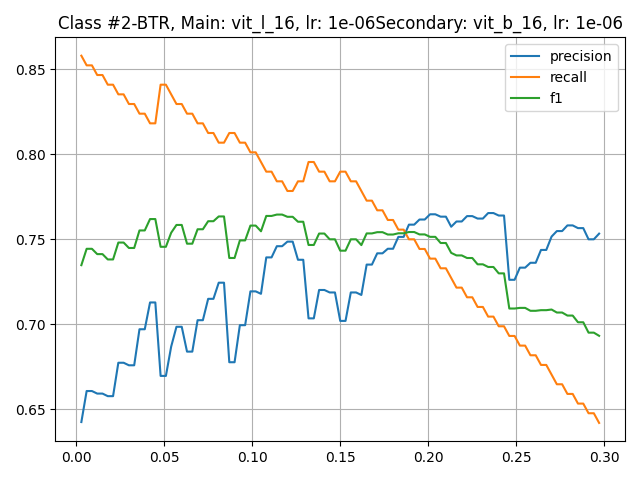 Class #2-BTR, Main: vit_l_16, lr: 1e-06Secondary: vit_b_16, lr: 1e-06
precision
recall
f1
0.85
0.80
0.75
0.70
0.65
0.00 0.05 0.10 0.15 0.20 0.25 0.30